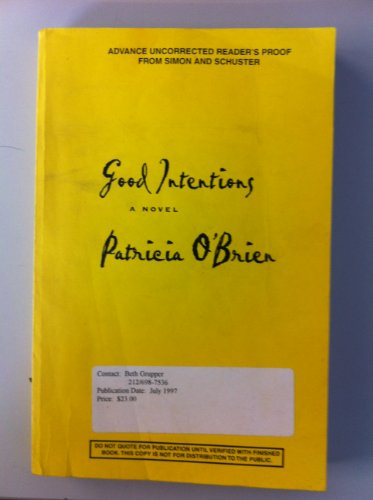 ADVANCE UNCORRECTED READER'S PROOF
FROM SIMON AND SCHUSTER
Good Intentions
A NOVEL
Patricia O'Brien
Contact: Beth Grupper
212/698-7536
Publication Date: July 1997
Price: $23.00
DO NOT QUOTE FOR PUBLICATION UNTIL VERIFIED WITH FINISHED
BOOK. THIS COPY IS NOT FOR DISTRIBUTION TO THE PUBLIC.